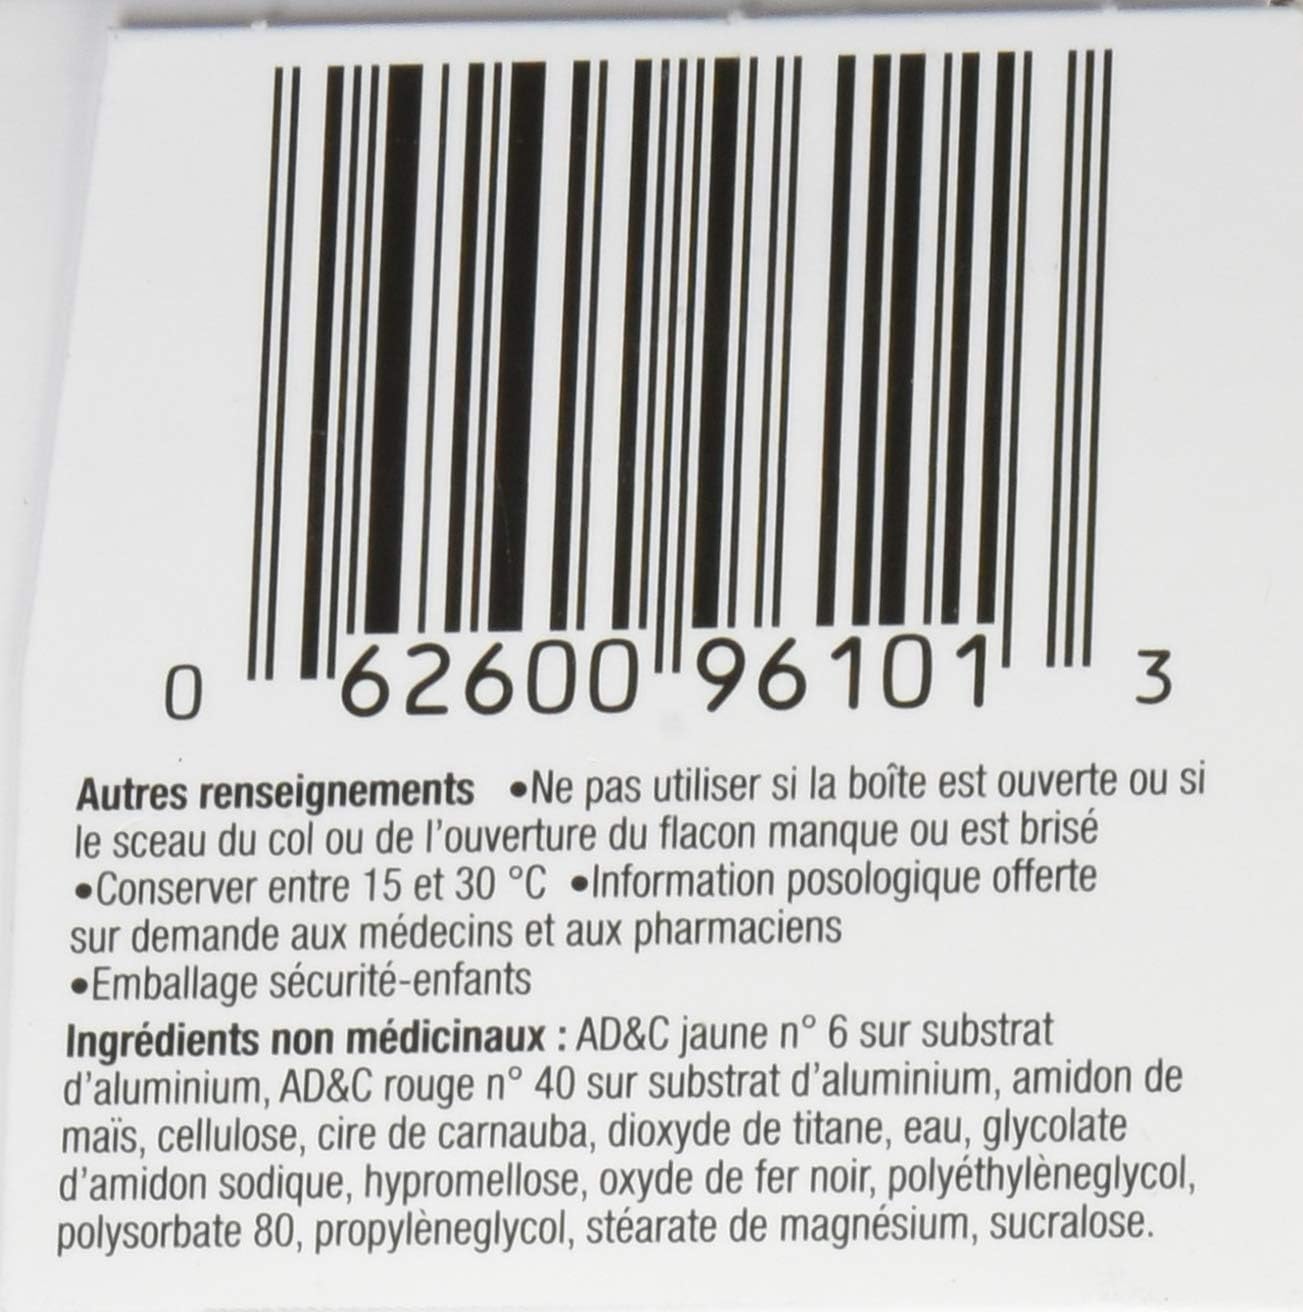 0 62600 96101 3
Autres renseignements •Ne pas utiliser si la boîte est ouverte ou si
le sceau du col ou de l'ouverture du flacon manque ou est brisé
•Conserver entre 15 et 30 °C •Information posologique offerte
sur demande aux médecins et aux pharmaciens
•Emballage sécurité-enfants
Ingrédients non médicinaux : AD&C jaune n° 6 sur substrat
d'aluminium, AD&C rouge n° 40 sur substrat d'aluminium, amidon de
maïs, cellulose, cire de carnauba, dioxyde de titane, eau, glycolate
d'amidon sodique, hypromellose, oxyde de fer noir, polyéthylèneglycol,
polysorbate 80, propylèneglycol, stéarate de magnésium, sucralose.